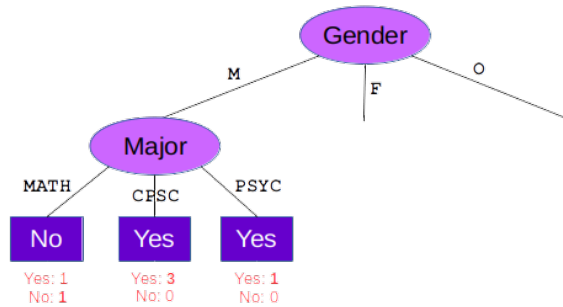 Gender
M
F
O
Major
MATH
CPSC
PSYC
No
Yes
Yes
Yes: 1
No: 1
Yes: 3
No: 0
Yes: 1
No: 0